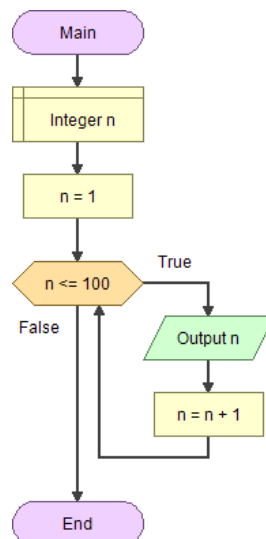 Main
Integer n
n = 1
n <= 100
True
False
Output n
n = n + 1
End